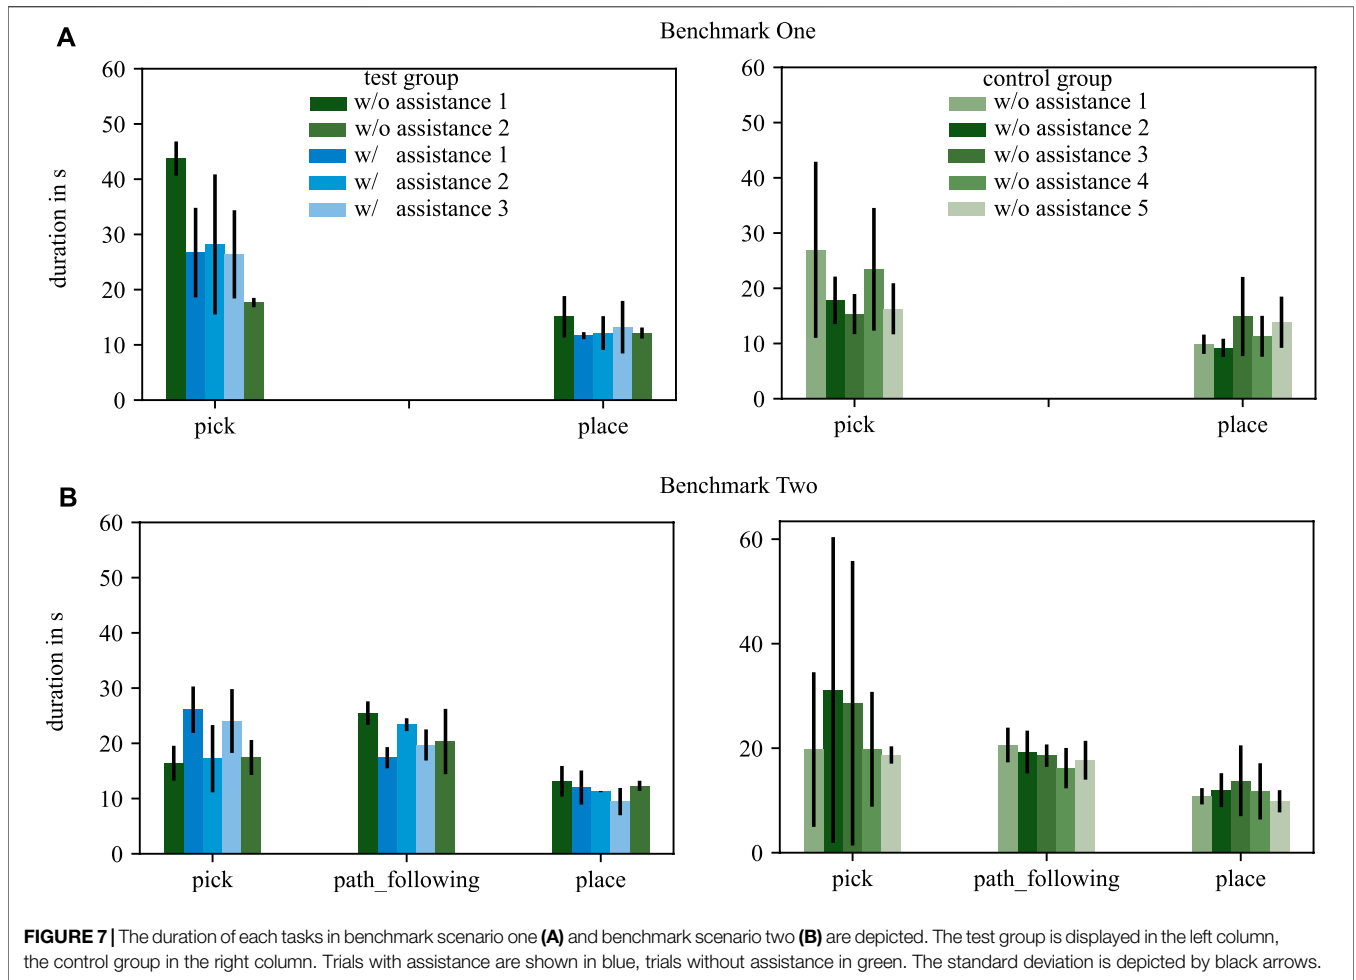 A
Benchmark One
60
50
40
30
20
10
0
duration in s
test group
w/o assistance 1
w/o assistance 2
w/ assistance 1
w/ assistance 2
w/ assistance 3
pick
place
60
50
40
30
20
10
0
control group
w/o assistance 1
w/o assistance 2
w/o assistance 3
w/o assistance 4
w/o assistance 5
pick
place
B
Benchmark Two
60
50
40
30
20
10
0
duration in s
pick
path_following
place
60
40
20
0
pick
path_following
place
FIGURE 7 | The duration of each tasks in benchmark scenario one (A) and benchmark scenario two (B) are depicted. The test group is displayed in the left column,
the control group in the right column. Trials with assistance are shown in blue, trials without assistance in green. The standard deviation is depicted by black arrows.